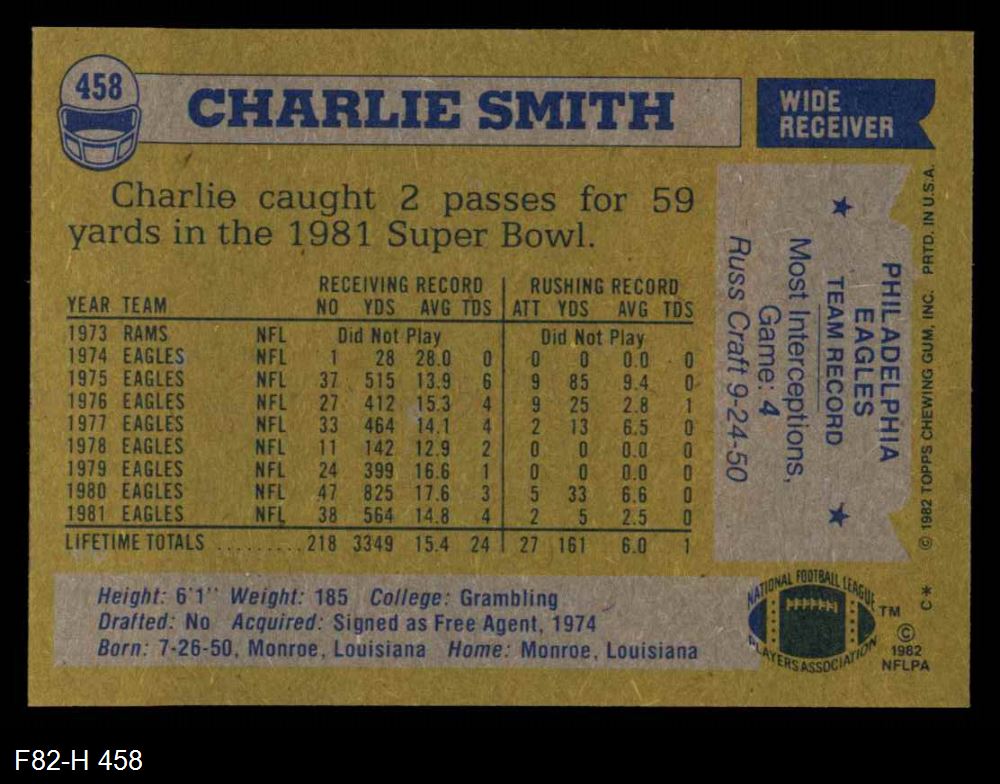 458
CHARLIE SMITH
WIDE
RECEIVER
Charlie caught 2 passes for 59
yards in the 1981 Super Bowl.
RECEIVING RECORD RUSHING RECORD
YEAR TEAM NO YDS AVG TDS ATT YDS AVG TDS
1973 RAMS NFL Did Not Play Did Not Play
1974 EAGLES NFL 1 28 28.0 0 0 0 0.0 0
1975 EAGLES NFL 37 515 13.9 6 9 85 9.4 0
1976 EAGLES NFL 27 412 15.3 4 9 25 2.8 1
1977 EAGLES NFL 33 464 14.1 4 2 13 6.5 0
1978 EAGLES NFL 11 142 12.9 2 0 0 0.0 0
1979 EAGLES NFL 24 399 16.6 1 0 0 0.0 0
1980 EAGLES NFL 47 825 17.6 3 5 33 6.6 0
1981 EAGLES NFL 38 564 14.8 4 2 5 2.5 0
LIFETIME TOTALS ......... 218 3349 15.4 24 27 161 6.0 1
PHILADELPHIA
EAGLES
TEAM RECORD
Most Interceptions,
Game: 4
Russ Craft 9-24-50
© 1982 TOPPS CHEWING GUM, INC. PRTD. IN U.S.A.
C*
Height: 6'1" Weight: 185 College: Grambling
Drafted: No Acquired: Signed as Free Agent, 1974
Born: 7-26-50, Monroe, Louisiana Home: Monroe, Louisiana
NATIONAL FOOTBALL LEAGUE
PLAYERS ASSOCIATION
TM
©
1982
NFLPA
F82-H 458